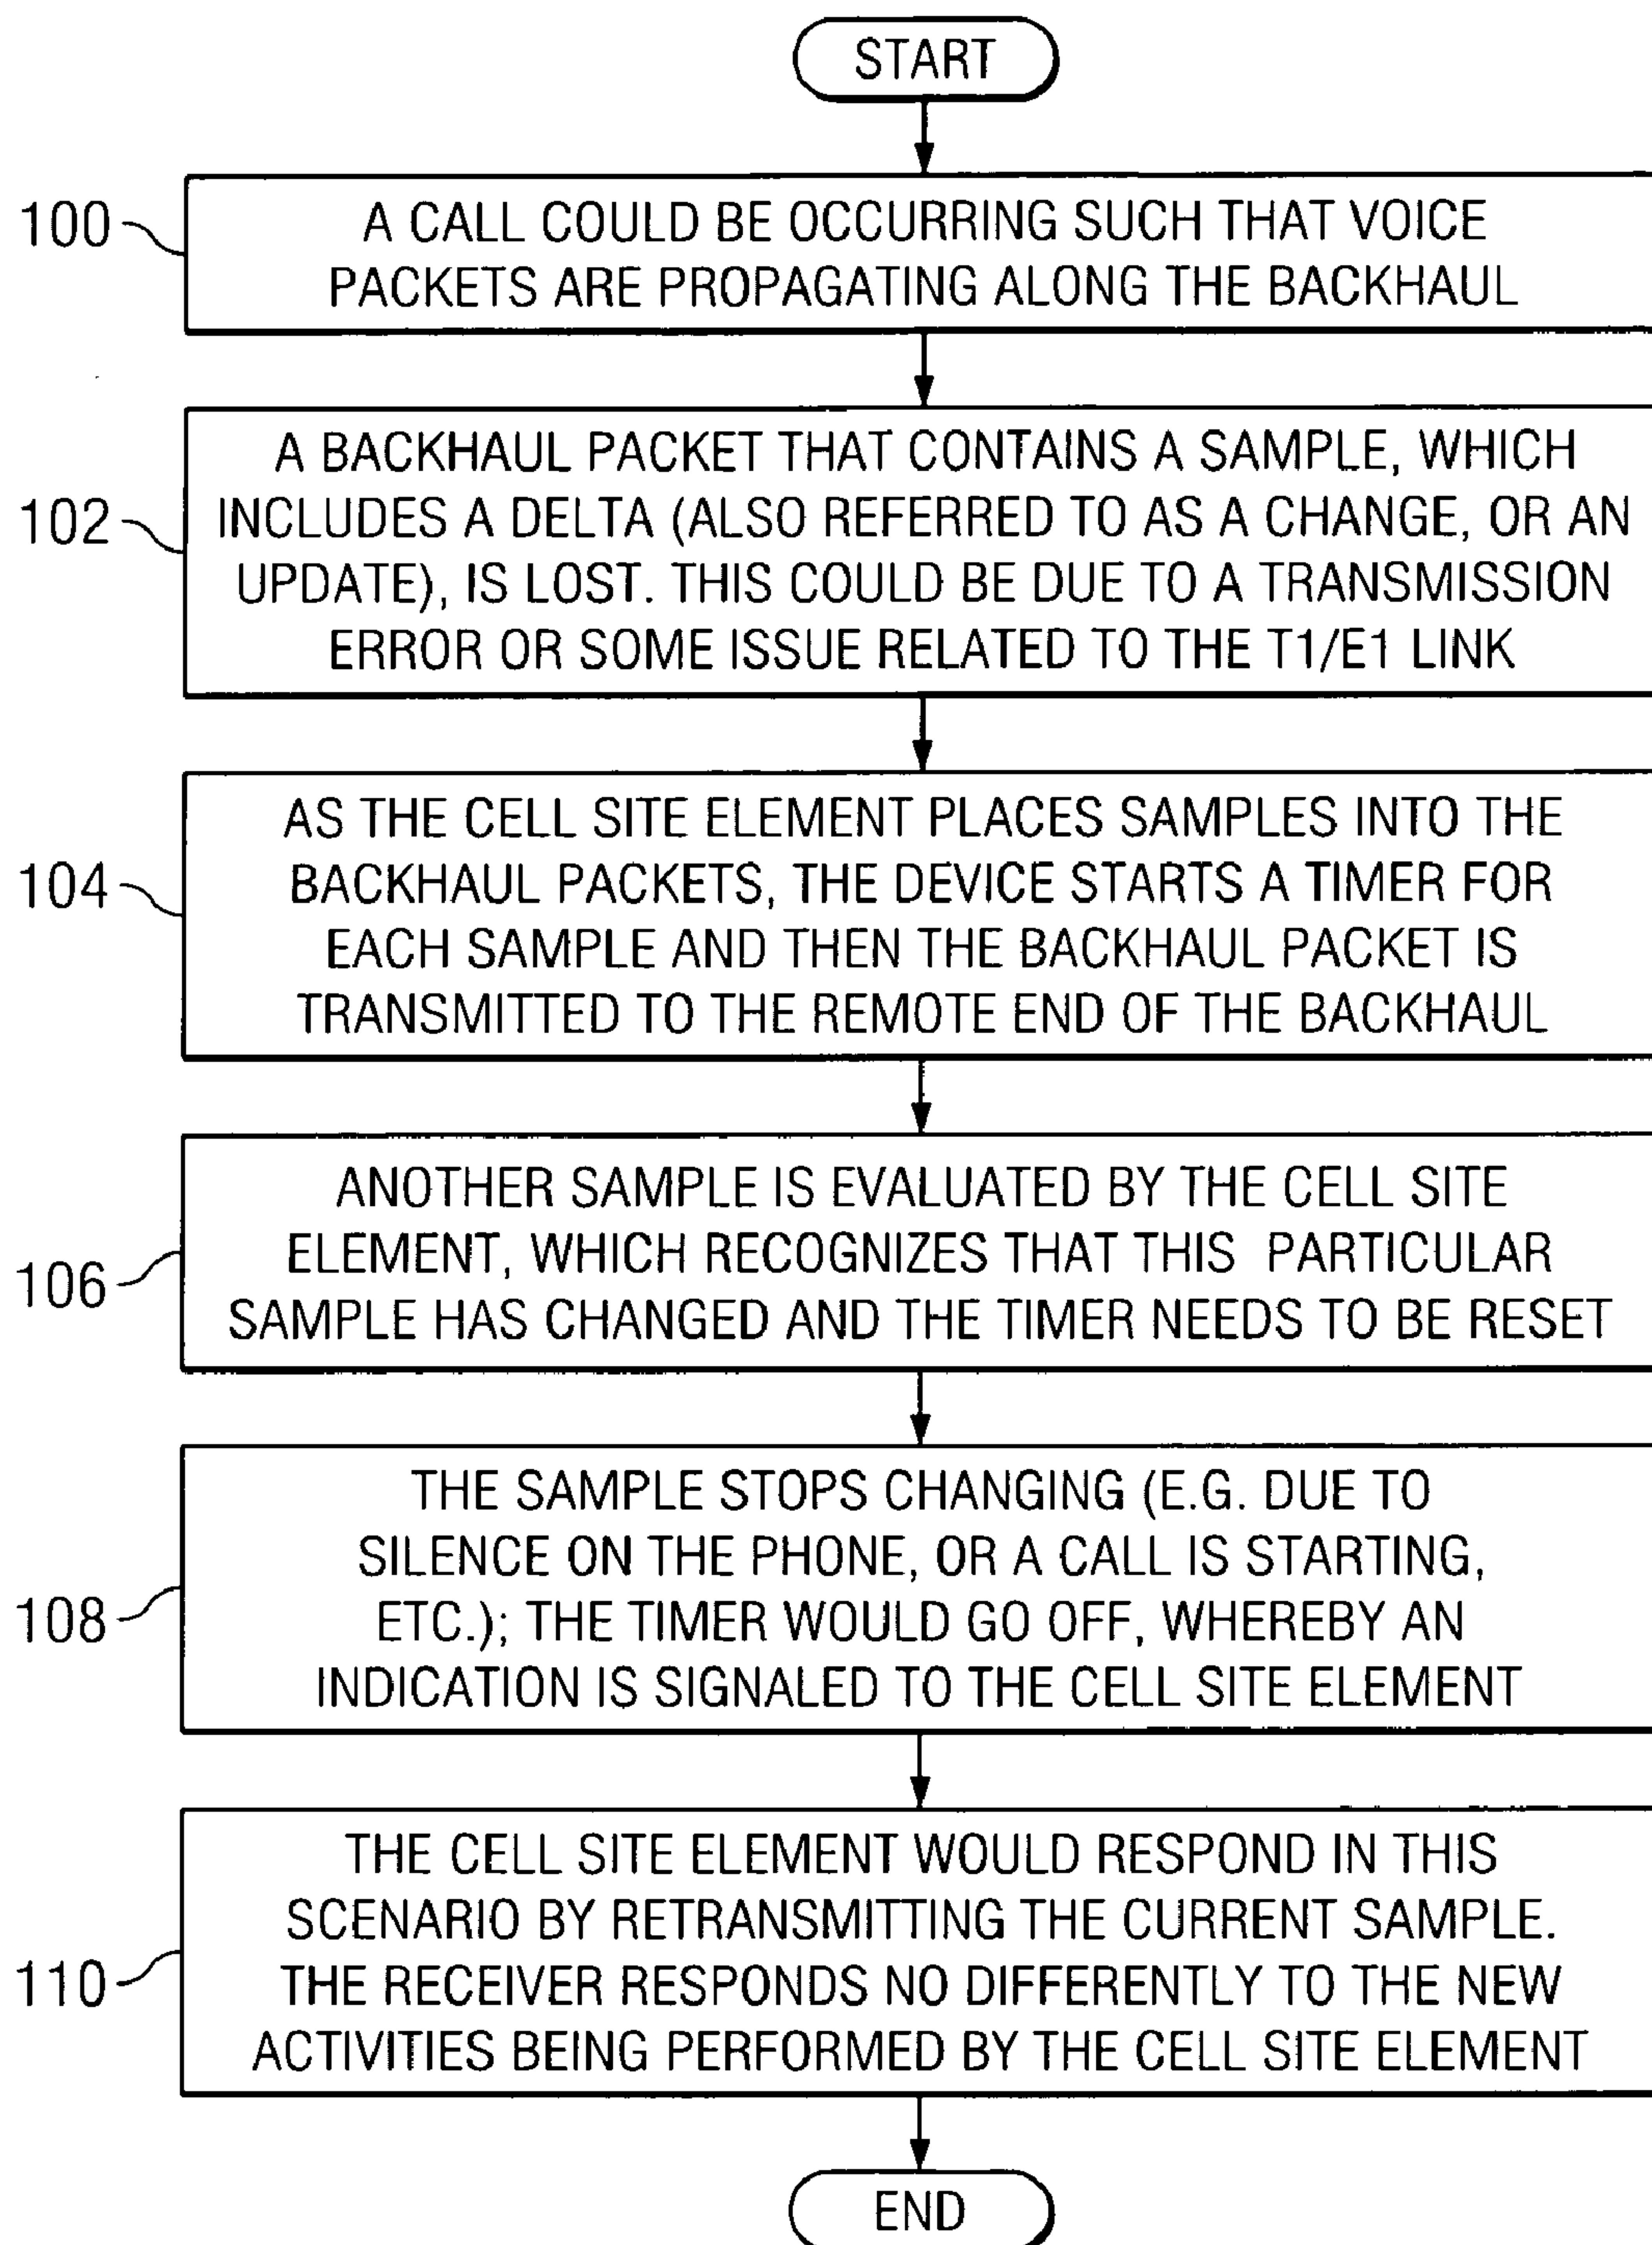 START
100
A CALL COULD BE OCCURRING SUCH THAT VOICE
PACKETS ARE PROPAGATING ALONG THE BACKHAUL
102
A BACKHAUL PACKET THAT CONTAINS A SAMPLE, WHICH
INCLUDES A DELTA (ALSO REFERRED TO AS A CHANGE, OR AN
UPDATE), IS LOST. THIS COULD BE DUE TO A TRANSMISSION
ERROR OR SOME ISSUE RELATED TO THE T1/E1 LINK
104
AS THE CELL SITE ELEMENT PLACES SAMPLES INTO THE
BACKHAUL PACKETS, THE DEVICE STARTS A TIMER FOR
EACH SAMPLE AND THEN THE BACKHAUL PACKET IS
TRANSMITTED TO THE REMOTE END OF THE BACKHAUL
106
ANOTHER SAMPLE IS EVALUATED BY THE CELL SITE
ELEMENT, WHICH RECOGNIZES THAT THIS PARTICULAR
SAMPLE HAS CHANGED AND THE TIMER NEEDS TO BE RESET
108
THE SAMPLE STOPS CHANGING (E.G. DUE TO
SILENCE ON THE PHONE, OR A CALL IS STARTING,
ETC.); THE TIMER WOULD GO OFF, WHEREBY AN
INDICATION IS SIGNALED TO THE CELL SITE ELEMENT
110
THE CELL SITE ELEMENT WOULD RESPOND IN THIS
SCENARIO BY RETRANSMITTING THE CURRENT SAMPLE.
THE RECEIVER RESPONDS NO DIFFERENTLY TO THE NEW
ACTIVITIES BEING PERFORMED BY THE CELL SITE ELEMENT
END